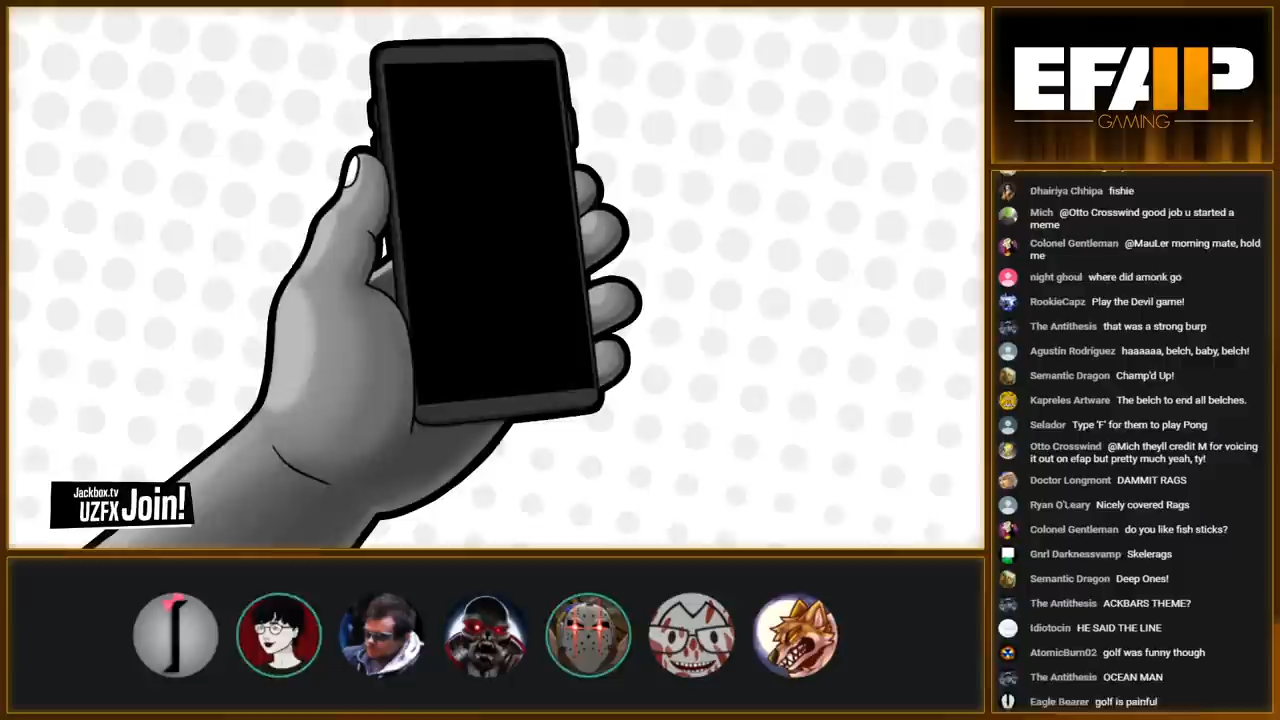 EFAP
GAMING
Dhairiya Chhipa fishie
Mich @Otto Crosswind good job u started a
meme
Colonel Gentleman @MauLer morning mate, hold
me
night ghoul where did amonk go
RookieCapz Play the Devil game!
The Antithesis that was a strong burp
Agustín Rodríguez haaaaaa, belch, baby, belch!
Semantic Dragon Champ'd Up!
Kapreles Artware The belch to end all belches.
Selador Type 'F' for them to play Pong
Otto Crosswind @Mich theyll credit M for voicing
it out on efap but pretty much yeah, ty!
Doctor Longmont DAMMIT RAGS
Ryan O'Leary Nicely covered Rags
Colonel Gentleman do you like fish sticks?
Gnrl Darknessvamp Skelerags
Semantic Dragon Deep Ones!
The Antithesis ACKBARS THEME?
Idiotocin HE SAID THE LINE
AtomicBum02 golf was funny though
The Antithesis OCEAN MAN
Eagle Bearer golf is painful
Jackbox.tv
UZFX Join!